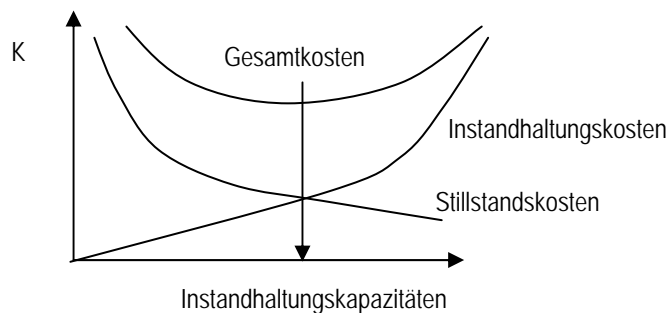 K
Gesamtkosten
Instandhaltungskosten
Stillstandskosten
Instandhaltungskapazitäten